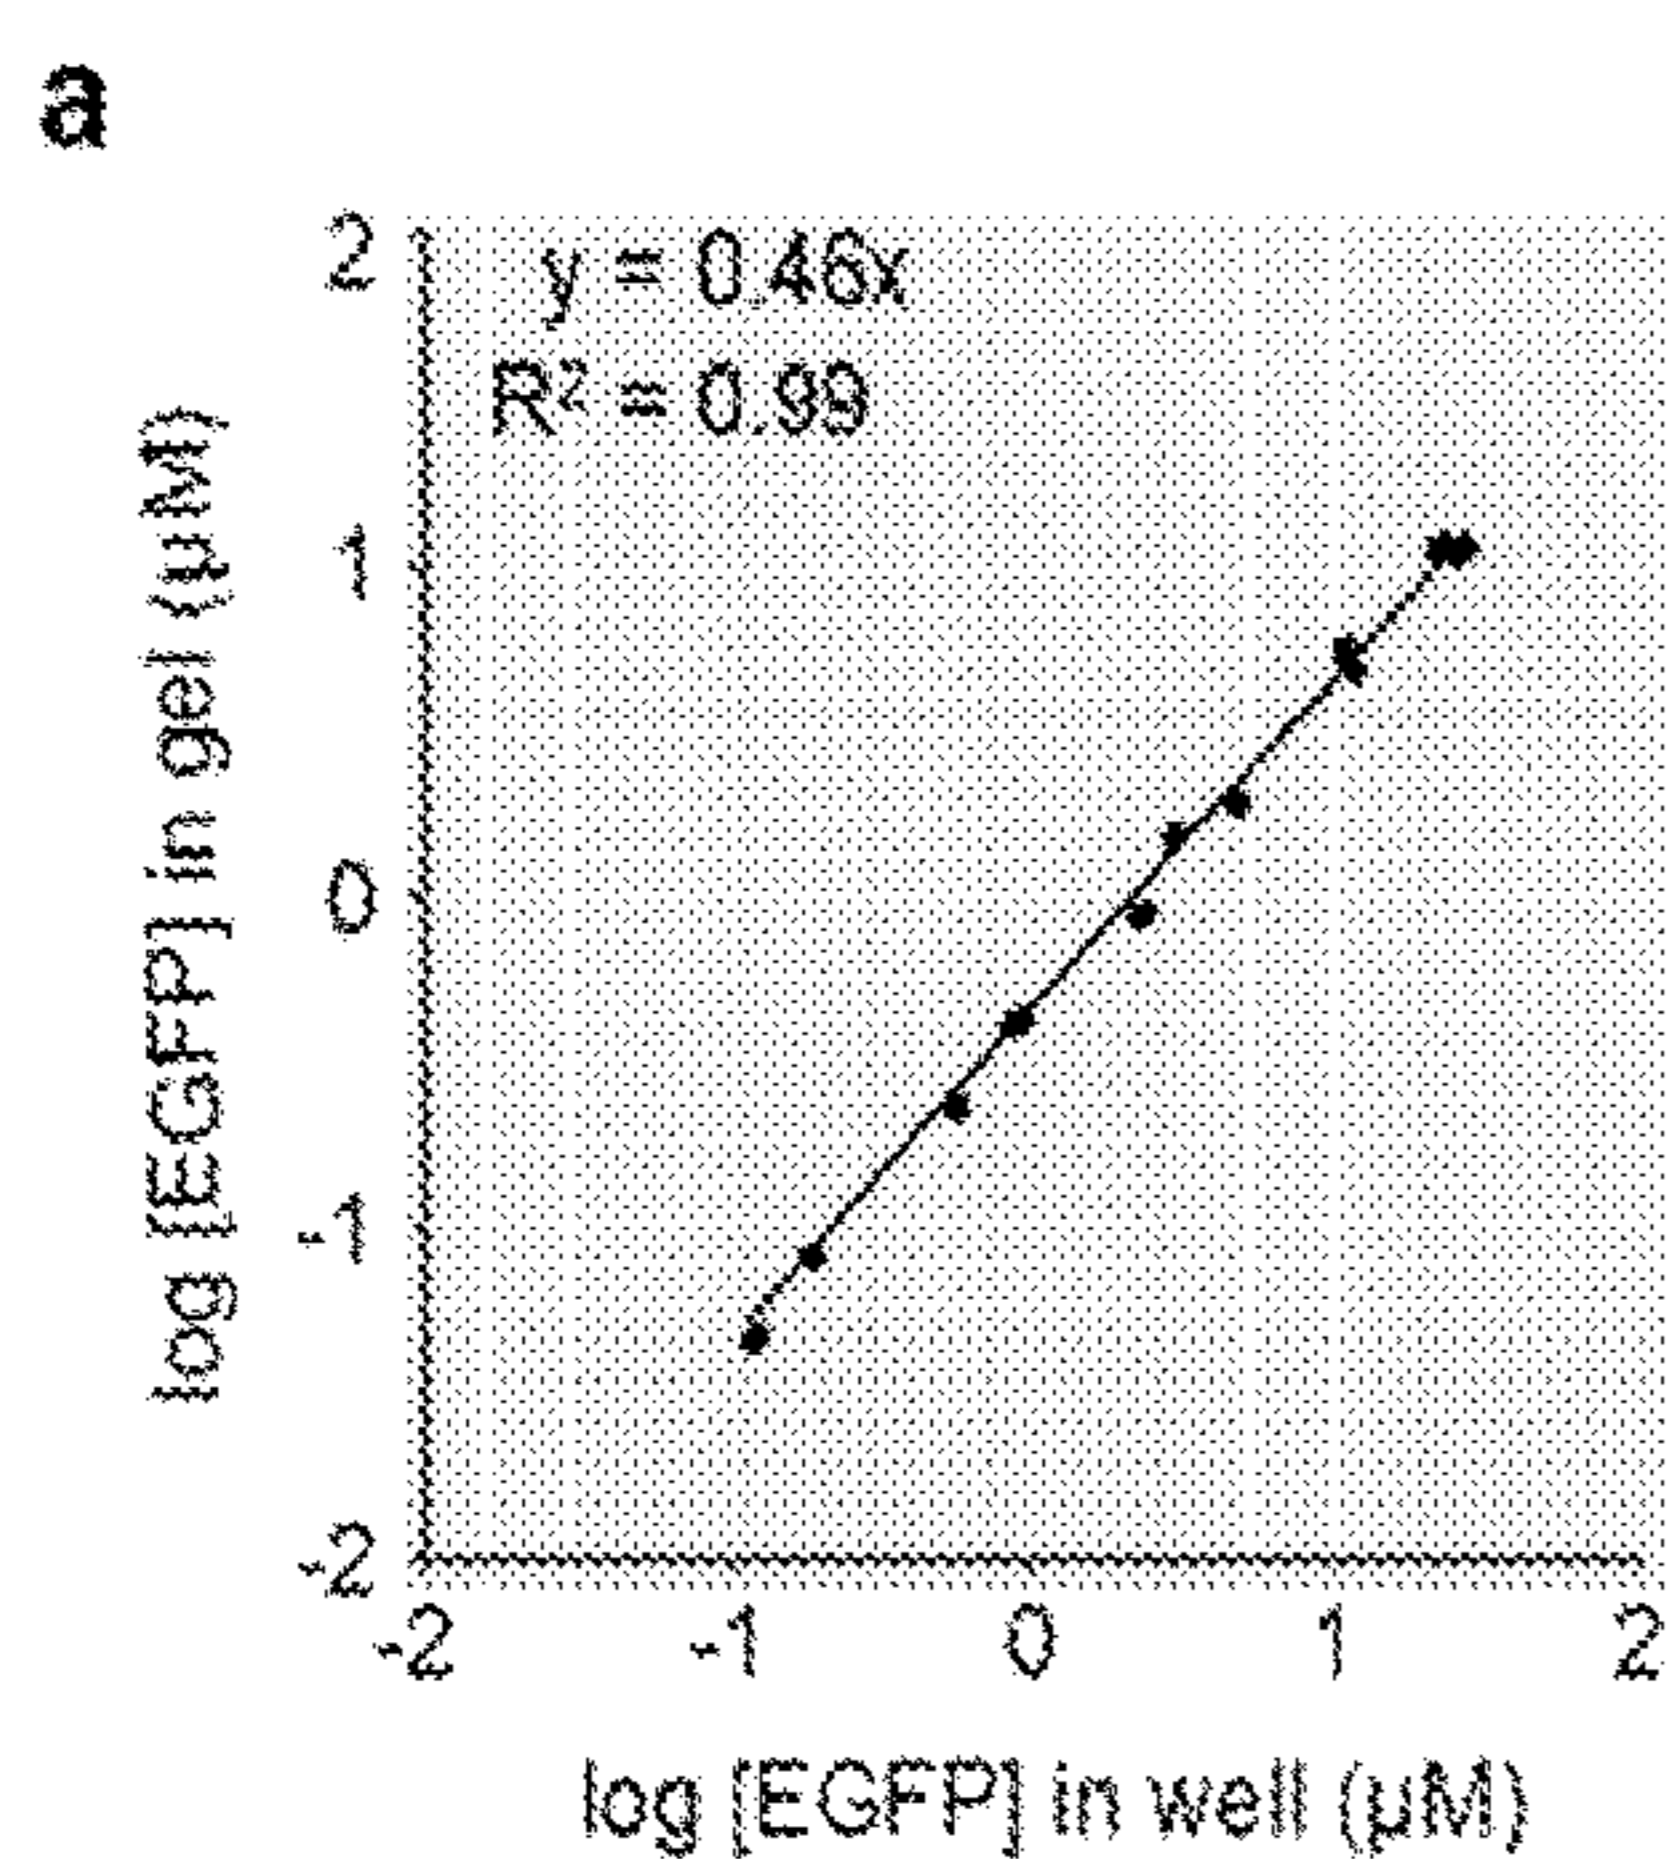 a
y = 0.46x
R² = 0.99
2
1
0
-1
-2
log [EGFP] in gel (µM)
-2 -1 0 1 2
log [EGFP] in well (µM)